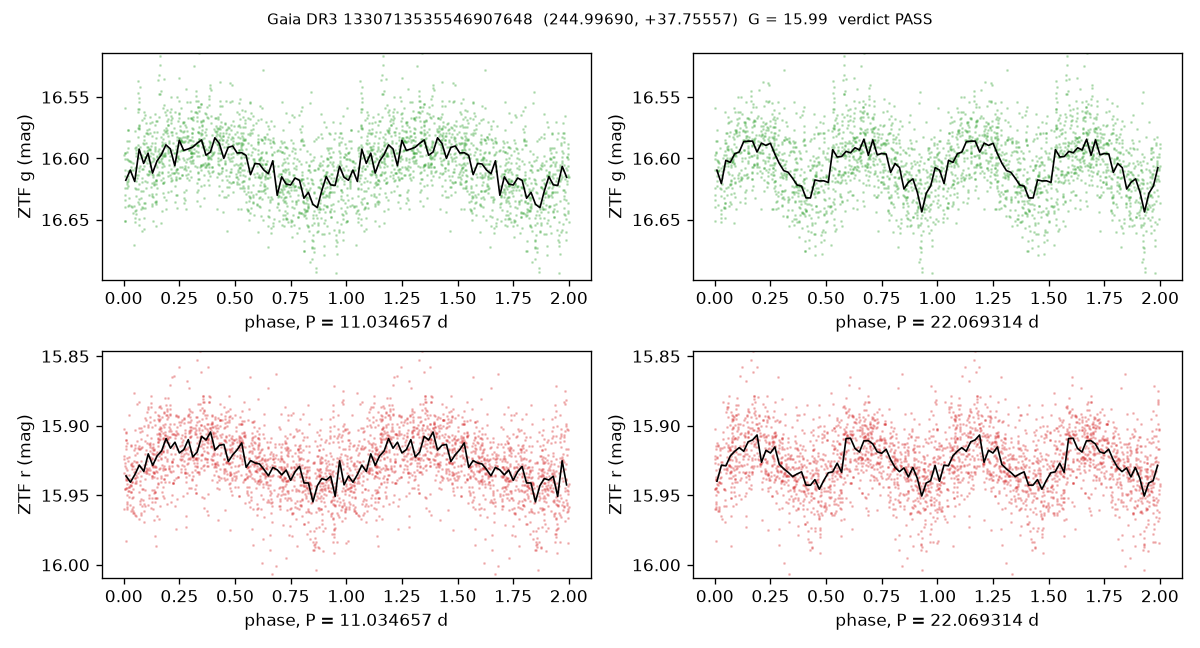 Gaia DR3 1330713535546907648 (244.99690, +37.75557) G = 15.99 verdict PASS
ZTF g (mag)
16.55
16.60
16.65
0.00 0.25 0.50 0.75 1.00 1.25 1.50 1.75 2.00
phase, P = 11.034657 d
ZTF g (mag)
16.55
16.60
16.65
0.00 0.25 0.50 0.75 1.00 1.25 1.50 1.75 2.00
phase, P = 22.069314 d
ZTF r (mag)
15.85
15.90
15.95
16.00
0.00 0.25 0.50 0.75 1.00 1.25 1.50 1.75 2.00
phase, P = 11.034657 d
ZTF r (mag)
15.85
15.90
15.95
16.00
0.00 0.25 0.50 0.75 1.00 1.25 1.50 1.75 2.00
phase, P = 22.069314 d